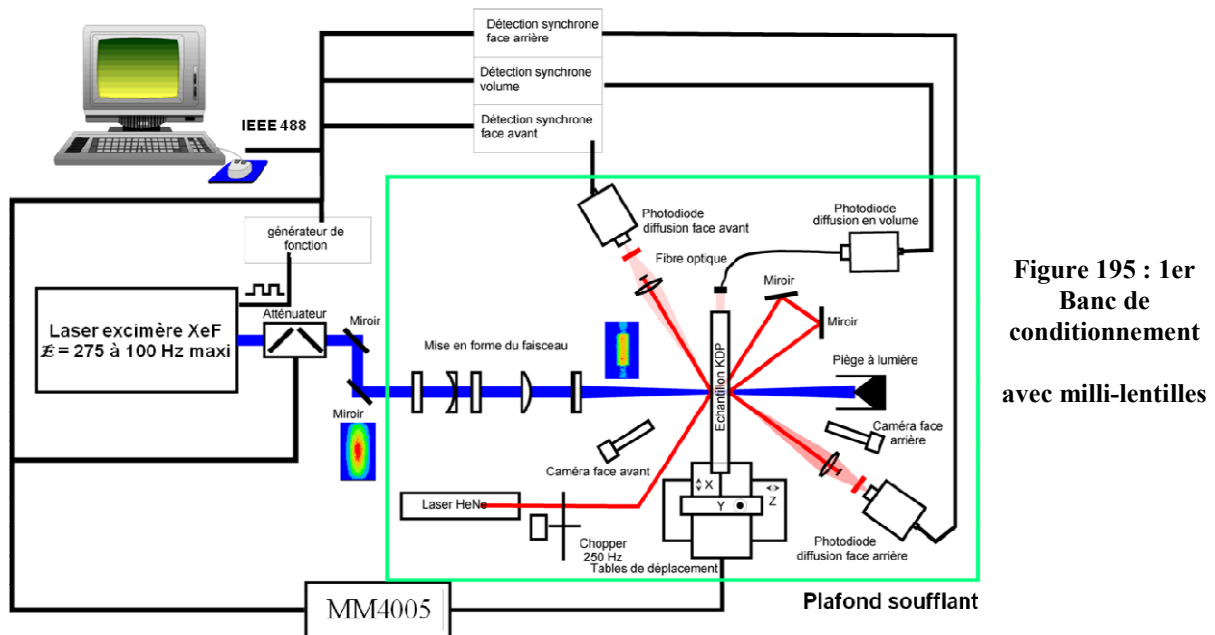 Détection synchrone
face arrière
Détection synchrone
volume
Détection synchrone
face avant
IEEE 488
générateur de
fonction
Photodiode
diffusion face avant
Photodiode
diffusion en volume
Fibre optique
Miroir
Miroir
Laser excimère XeF
E = 275 à 100 Hz maxi
Atténuateur
Miroir
Miroir
Mise en forme du faisceau
Echantillon KDP
Piège à lumière
Caméra face
arrière
Caméra face avant
Laser HeNe
Chopper
250 Hz
X
Y
Z
Tables de déplacement
Photodiode
diffusion face arrière
MM4005
Plafond soufflant
Figure 195 : 1er
Banc de
conditionnement
avec milli-lentilles